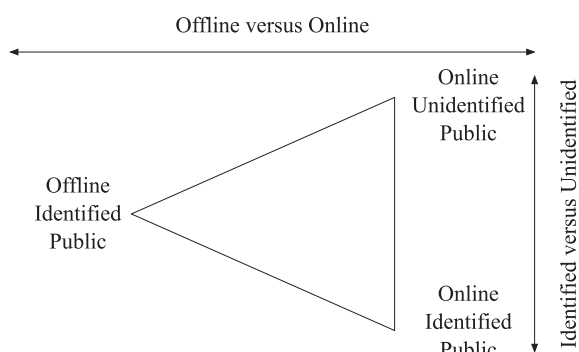 Offline versus Online
Online
Unidentified
Public
Identified versus Unidentified
Offline
Identified
Public
Online
Identified
Public